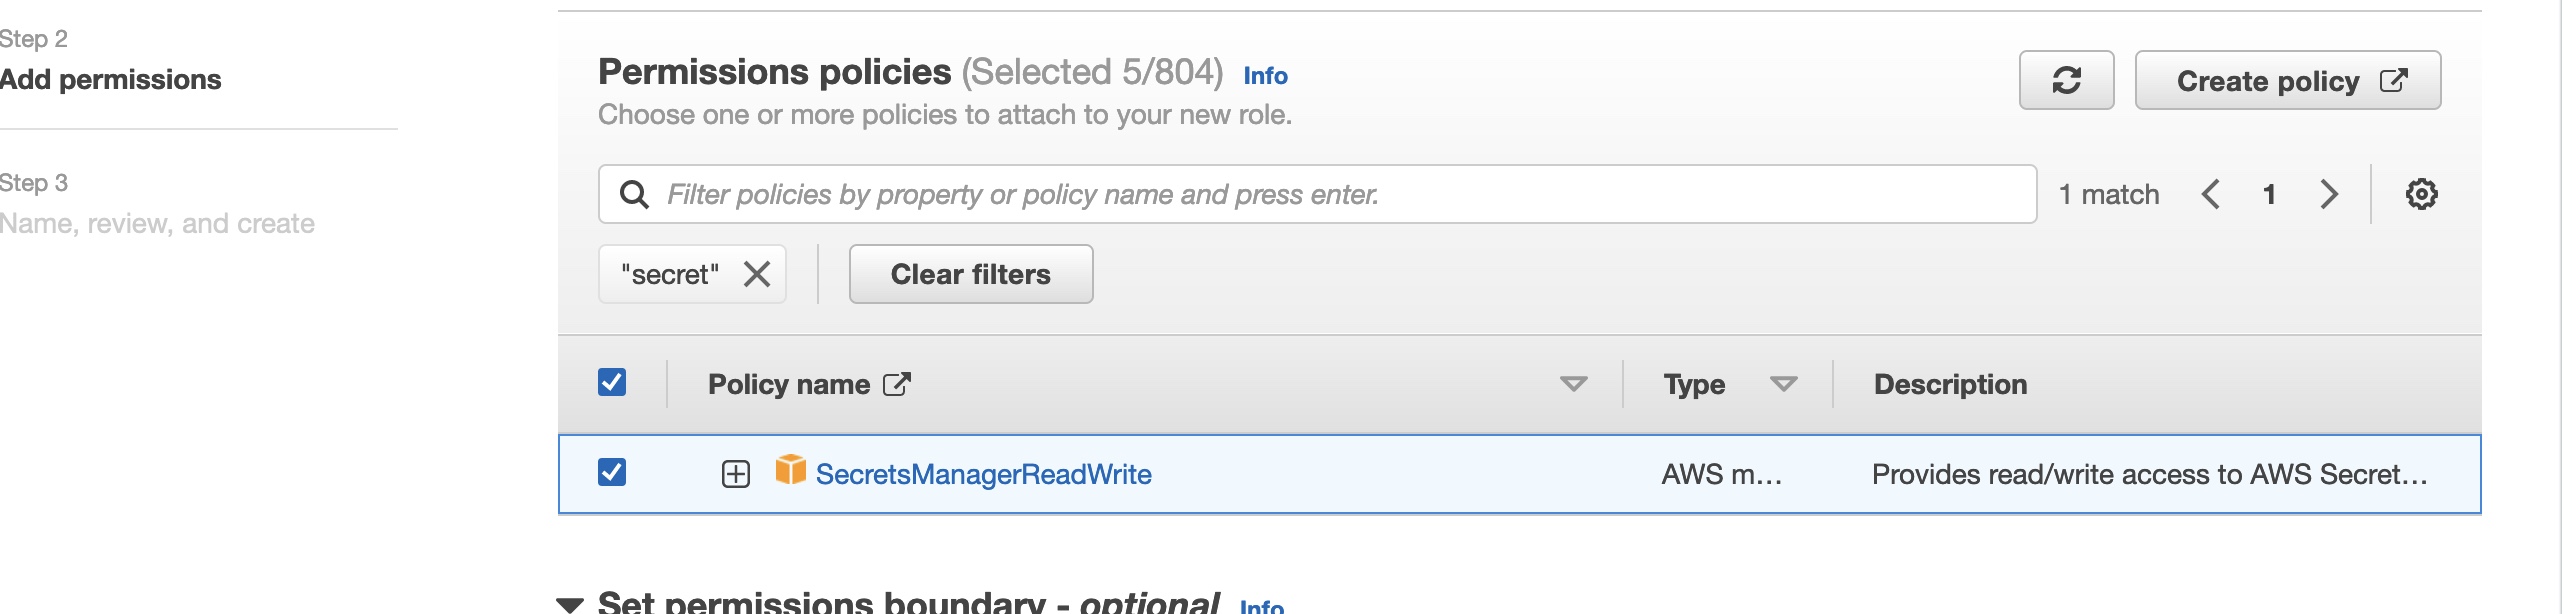 Step 2
Add permissions
Step 3
Name, review, and create
Permissions policies (Selected 5/804) Info
Choose one or more policies to attach to your new role.
Create policy
Filter policies by property or policy name and press enter.
1 match
1
"secret"
Clear filters
Policy name
Type
Description
SecretsManagerReadWrite
AWS m...
Provides read/write access to AWS Secret...
Set permissions boundary - optional Info